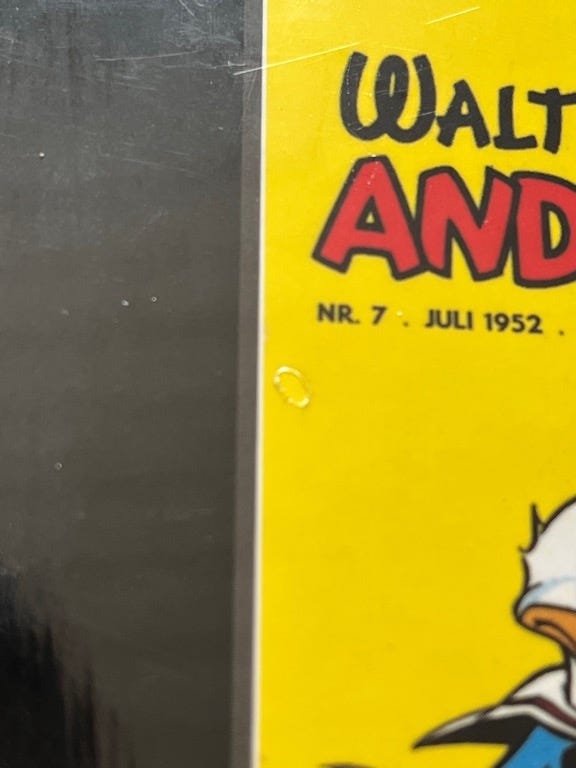 WALT
AND
NR. 7 . JULI 1952 .